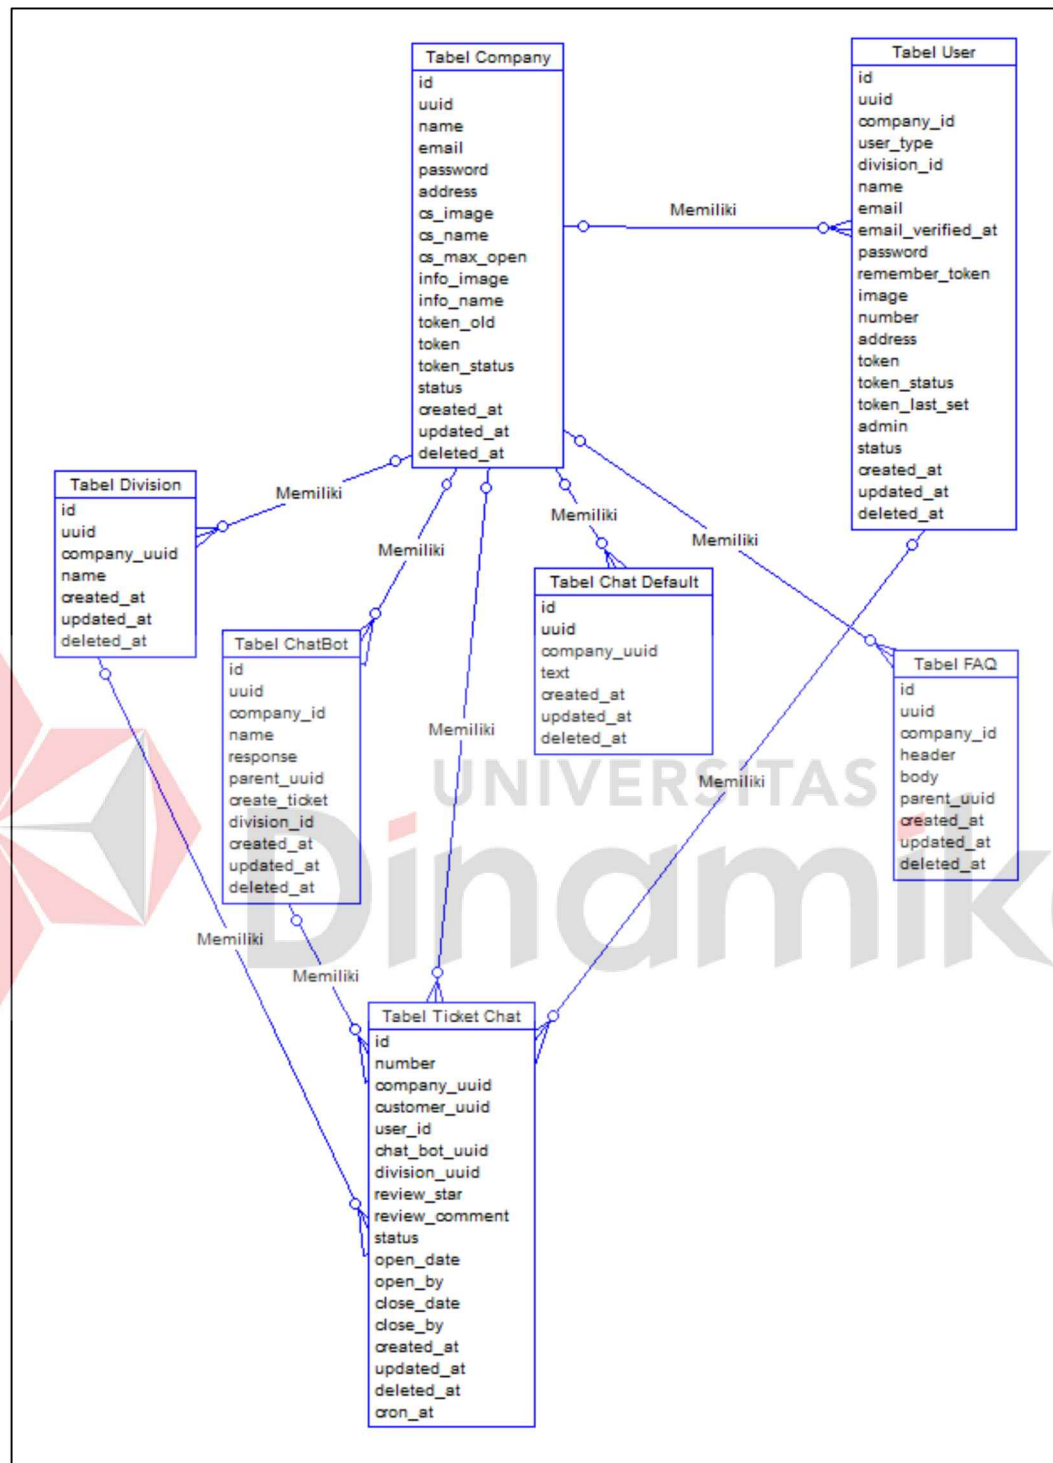 Tabel Company
id
uuid
name
email
password
address
cs_image
cs_name
cs_max_open
info_image
info_name
token_old
token
token_status
status
created_at
updated_at
deleted_at
Memiliki
Tabel User
id
uuid
company_id
user_type
division_id
name
email
email_verified_at
password
remember_token
image
number
address
token
token_status
token_last_set
admin
status
created_at
updated_at
deleted_at
Tabel Division
id
uuid
company_uuid
name
created_at
updated_at
deleted_at
Memiliki
Memiliki
Memiliki
Memiliki
Tabel ChatBot
id
uuid
company_id
name
response
parent_uuid
create_ticket
division_id
created_at
updated_at
deleted_at
Tabel Chat Default
id
uuid
company_uuid
text
created_at
updated_at
deleted_at
Tabel FAQ
id
uuid
company_id
header
body
parent_uuid
created_at
updated_at
deleted_at
Memiliki
Memiliki
UNIVERSITAS
Dinamika
Memiliki
Memiliki
Tabel Ticket Chat
id
number
company_uuid
customer_uuid
user_id
chat_bot_uuid
division_uuid
review_star
review_comment
status
open_date
open_by
close_date
close_by
created_at
updated_at
deleted_at
cron_at